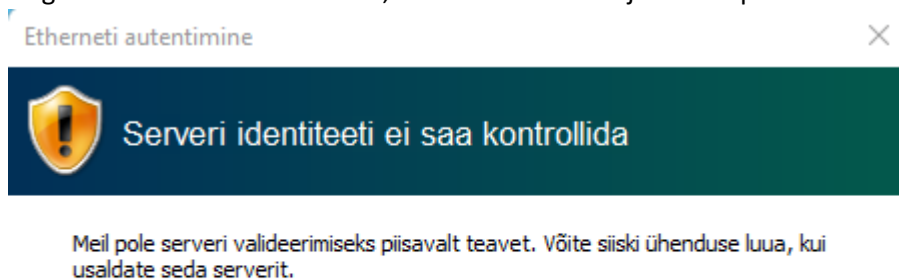 Etherneti autentimine
Serveri identiteeti ei saa kontrollida
Meil pole serveri valideerimiseks piisavalt teavet. Võite siiski ühenduse luua, kui
usaldate seda serverit.